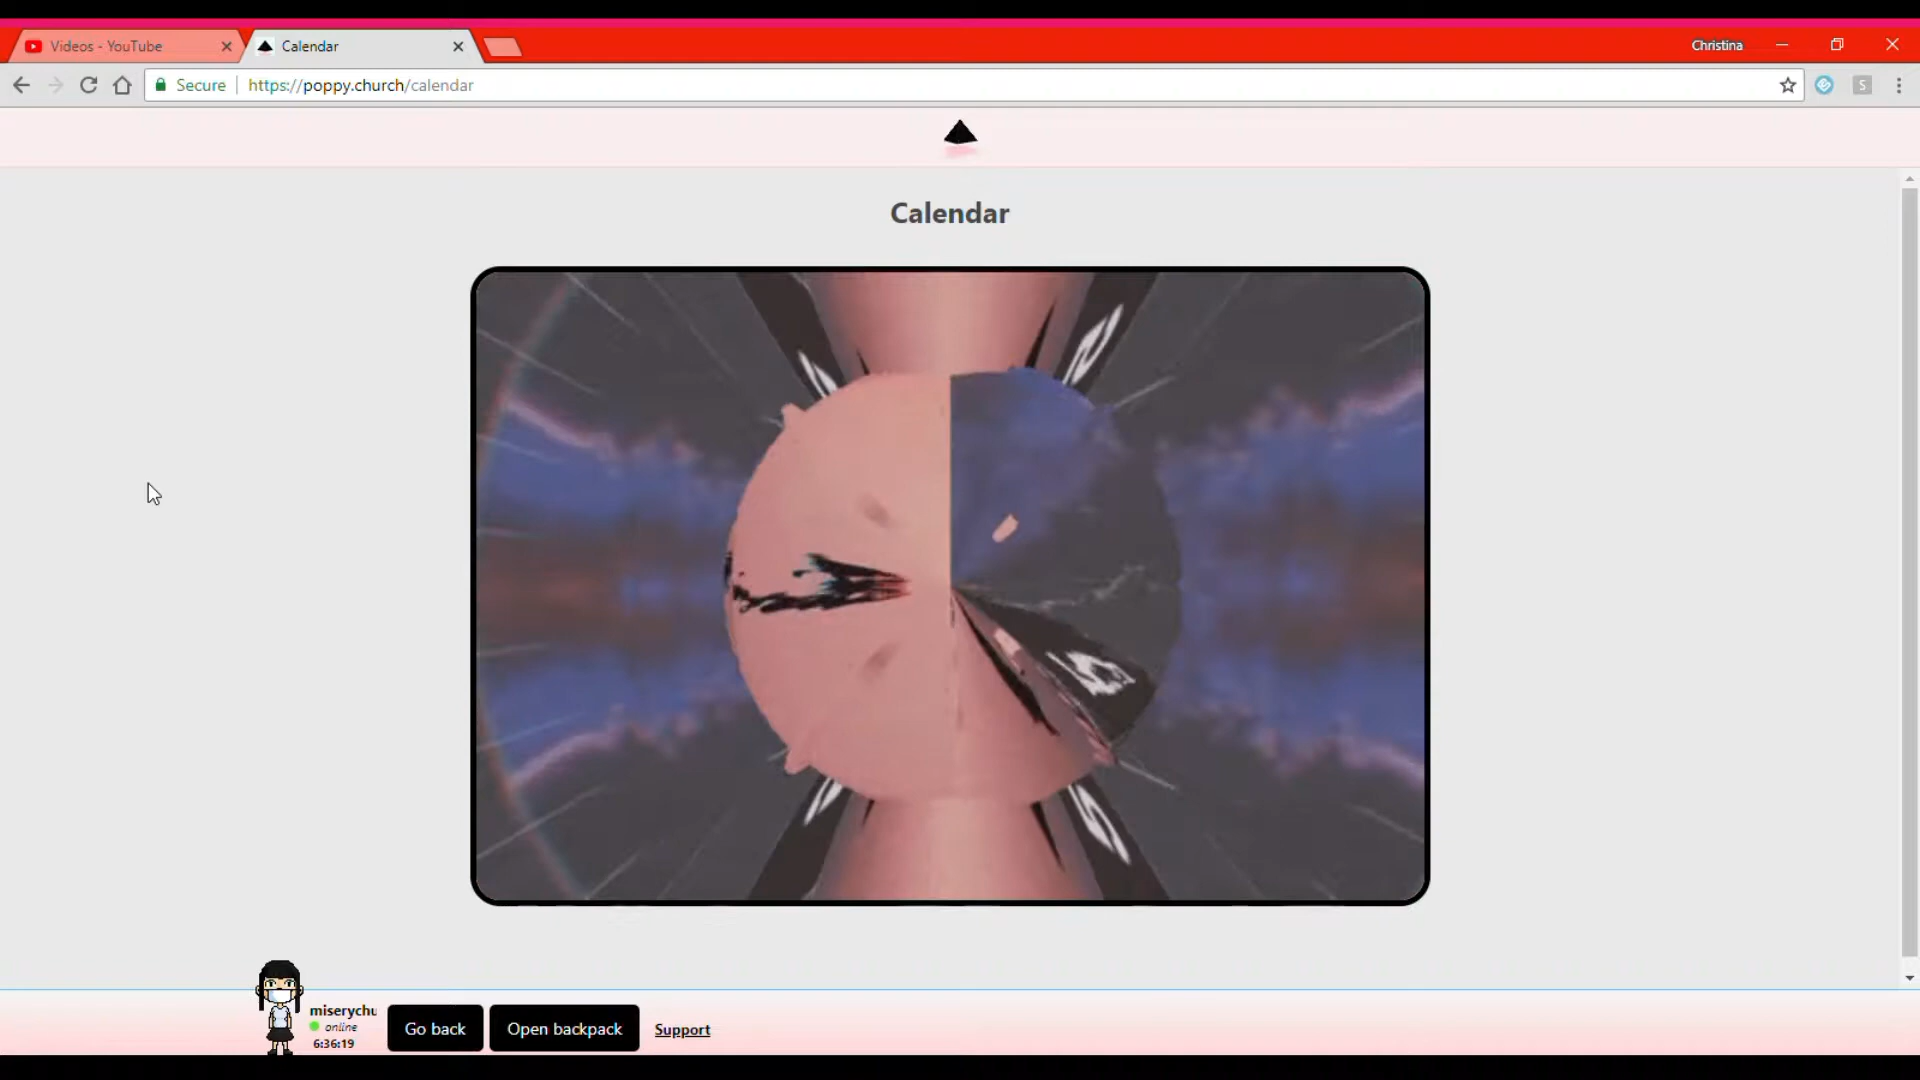 Videos - YouTube
Calendar
Christina
Secure
https://poppy.church/calendar
S
Calendar
miserychu
online
6:36:19
Go back
Open backpack
Support